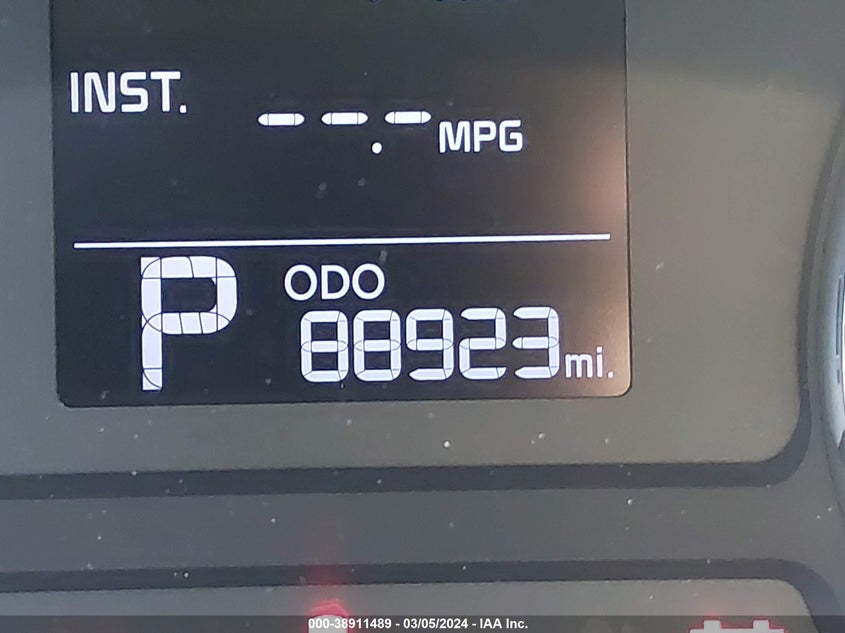 INST.
--.- MPG
P
ODO
88923 mi.
000-38911489 - 03/05/2024 - IAA Inc.